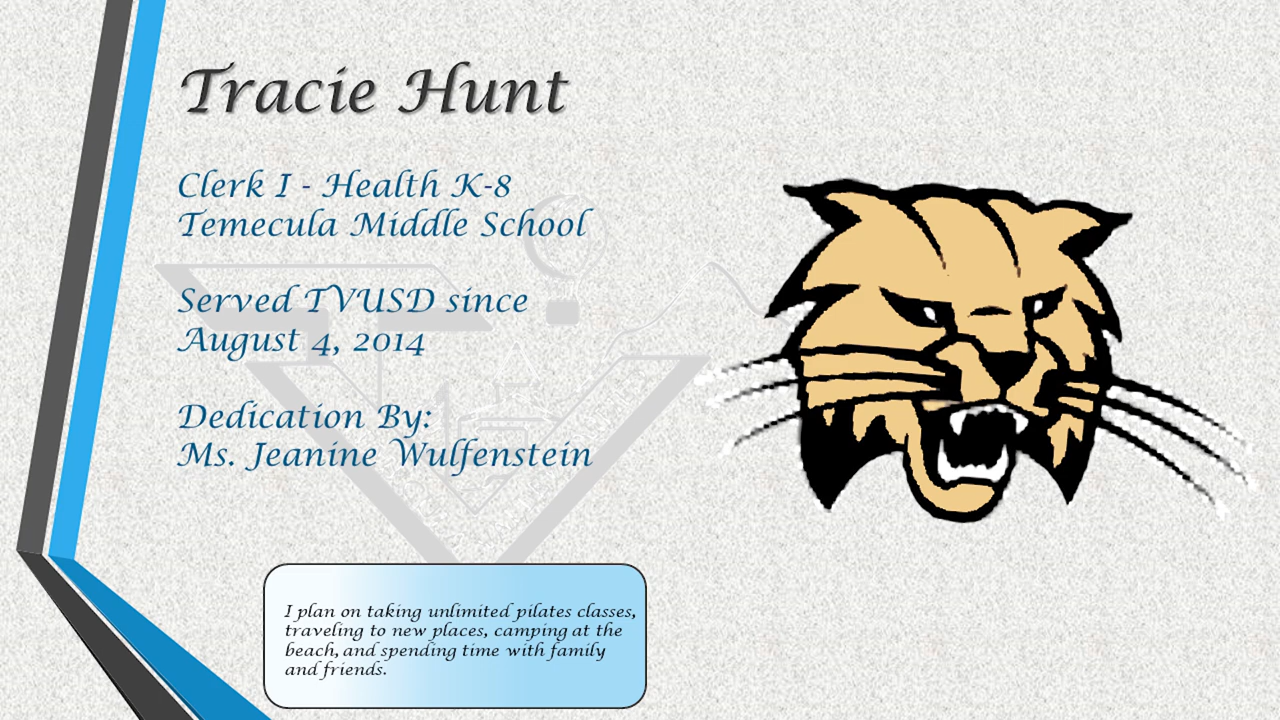 Tracie Hunt
Clerk I - Health K-8
Temecula Middle School
Served TVUSD since
August 4, 2014
Dedication By:
Ms. Jeanine Wulfenstein
I plan on taking unlimited pilates classes,
traveling to new places, camping at the
beach, and spending time with family
and friends.